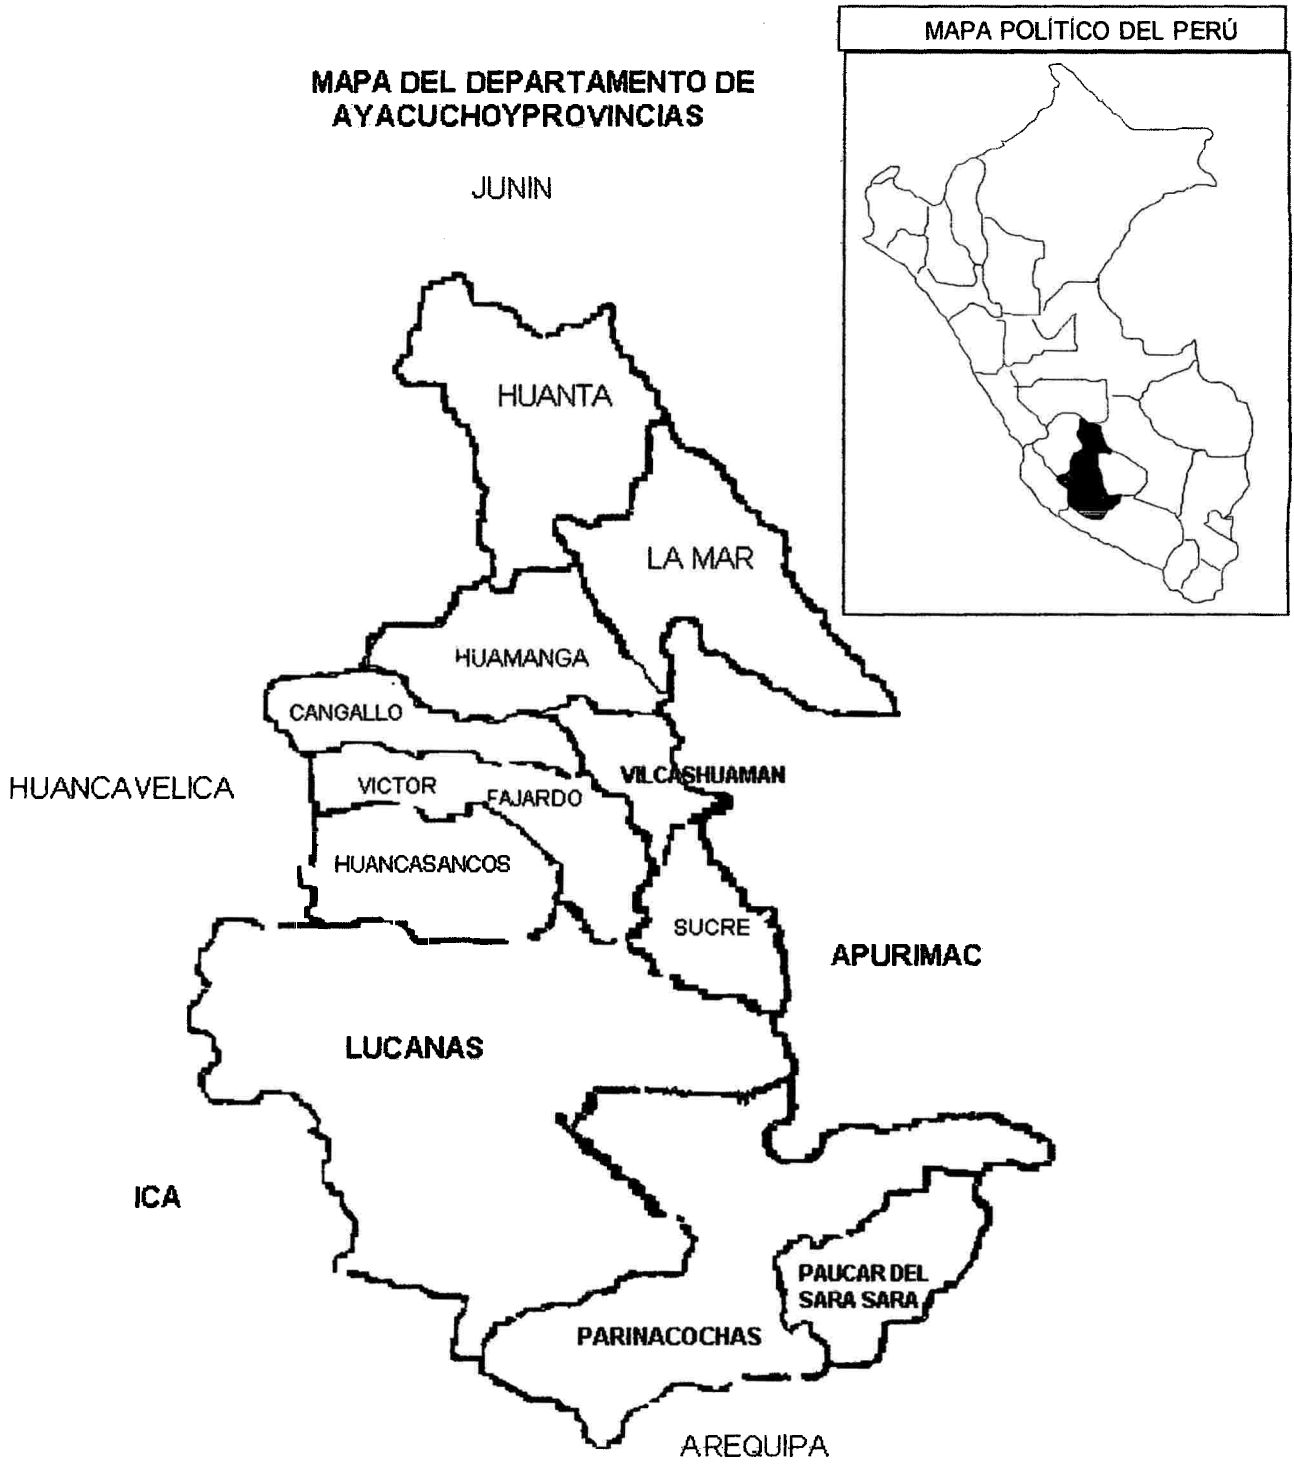 MAPA POLÍTÍCO DEL PERÚ
MAPA DEL DEPARTAMENTO DE
AYACUCHOYPROVINCIAS
JUNIN
HUANTA
LA MAR
HUAMANGA
CANGALLO
VILCASHUAMAN
HUANCAVELICA
VICTOR FAJARDO
HUANCASANCOS
SUCRE
APURIMAC
LUCANAS
ICA
PAUCAR DEL
SARA SARA
PARINACOCHAS
AREQUIPA